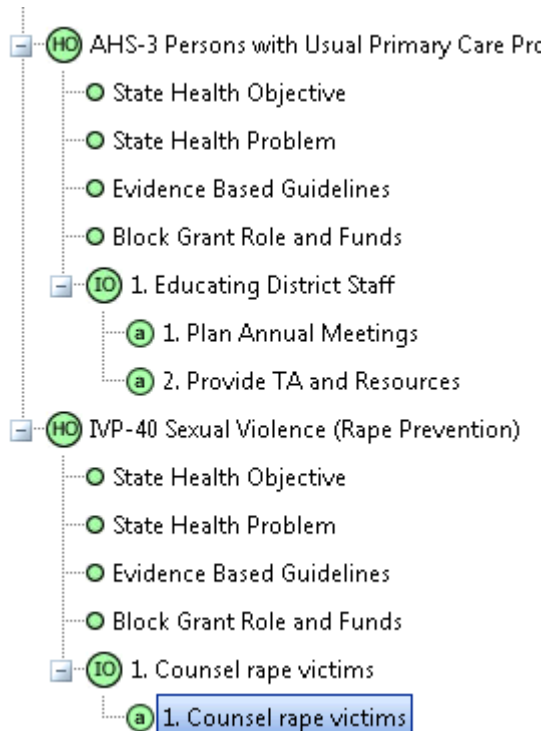 HO AHS-3 Persons with Usual Primary Care Pro
State Health Objective
State Health Problem
Evidence Based Guidelines
Block Grant Role and Funds
IO 1. Educating District Staff
a 1. Plan Annual Meetings
a 2. Provide TA and Resources
HO IVP-40 Sexual Violence (Rape Prevention)
State Health Objective
State Health Problem
Evidence Based Guidelines
Block Grant Role and Funds
IO 1. Counsel rape victims
a 1. Counsel rape victims